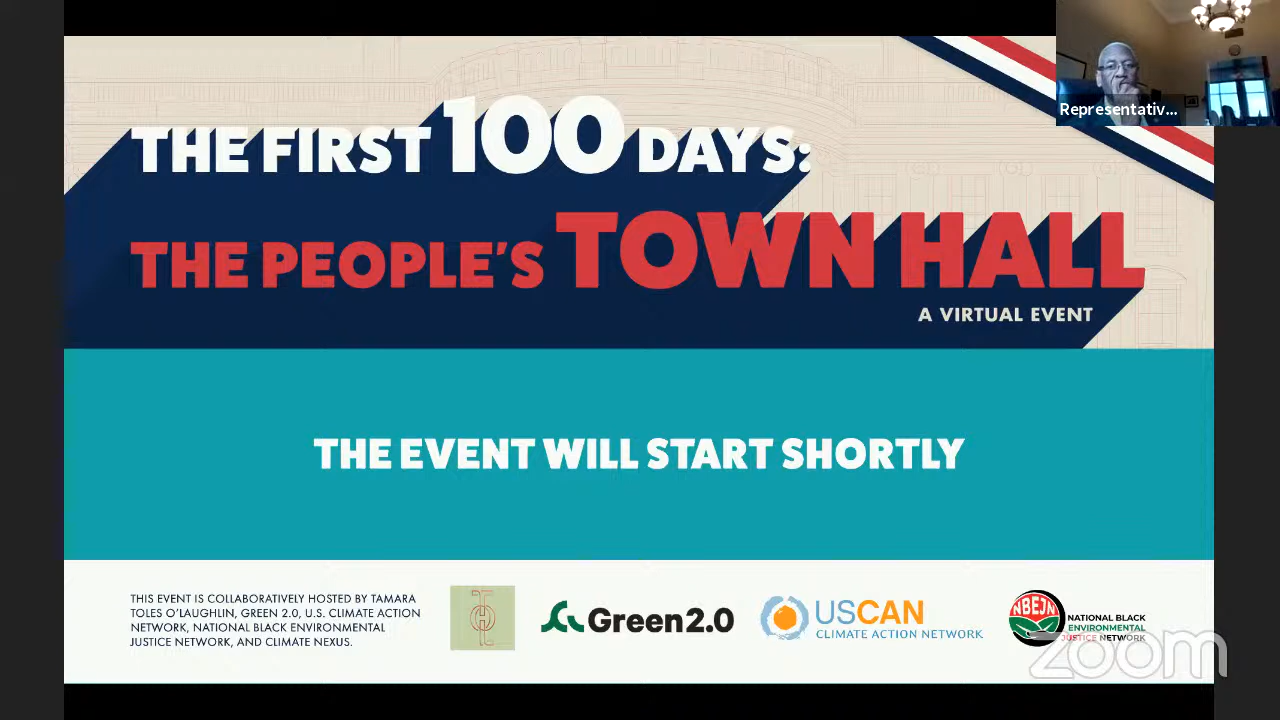 THE FIRST 100 DAYS:
THE PEOPLE'S TOWN HALL
A VIRTUAL EVENT
Representativ...
THE EVENT WILL START SHORTLY
THIS EVENT IS COLLABORATIVELY HOSTED BY TAMARA
TOLES O'LAUGHLIN, GREEN 2.0, U.S. CLIMATE ACTION
NETWORK, NATIONAL BLACK ENVIRONMENTAL
JUSTICE NETWORK, AND CLIMATE NEXUS.
Green2.0
USCAN
CLIMATE ACTION NETWORK
NBEJN
NATIONAL BLACK
ENVIRONMENTAL
JUSTICE NETWORK
zoom